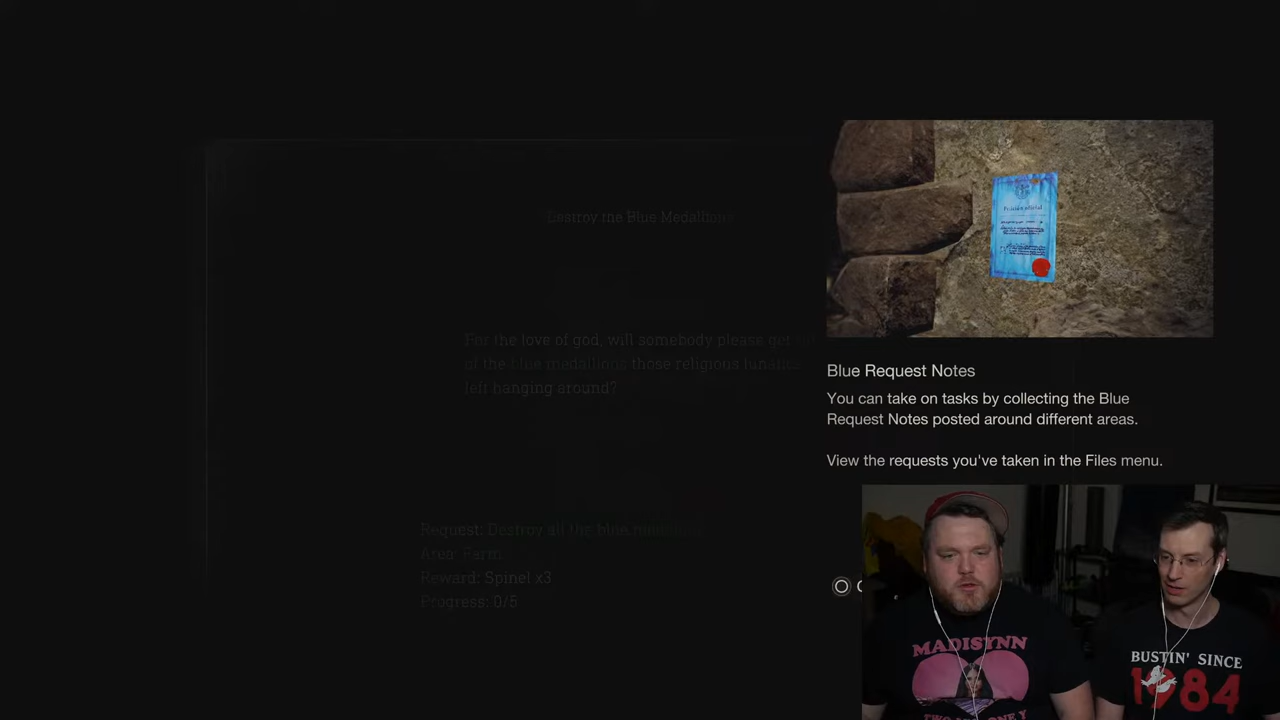 Destroy the Blue Medallions
For the love of god, will somebody please get
of the blue medallions those religious lunatics
left hanging around?
Request: Destroy all the blue medallions
Area: Farm
Reward: Spinel x3
Progress: 0/5
Blue Request Notes
You can take on tasks by collecting the Blue
Request Notes posted around different areas.
View the requests you've taken in the Files menu.
MADISYNN
BUSTIN' SINCE
1984